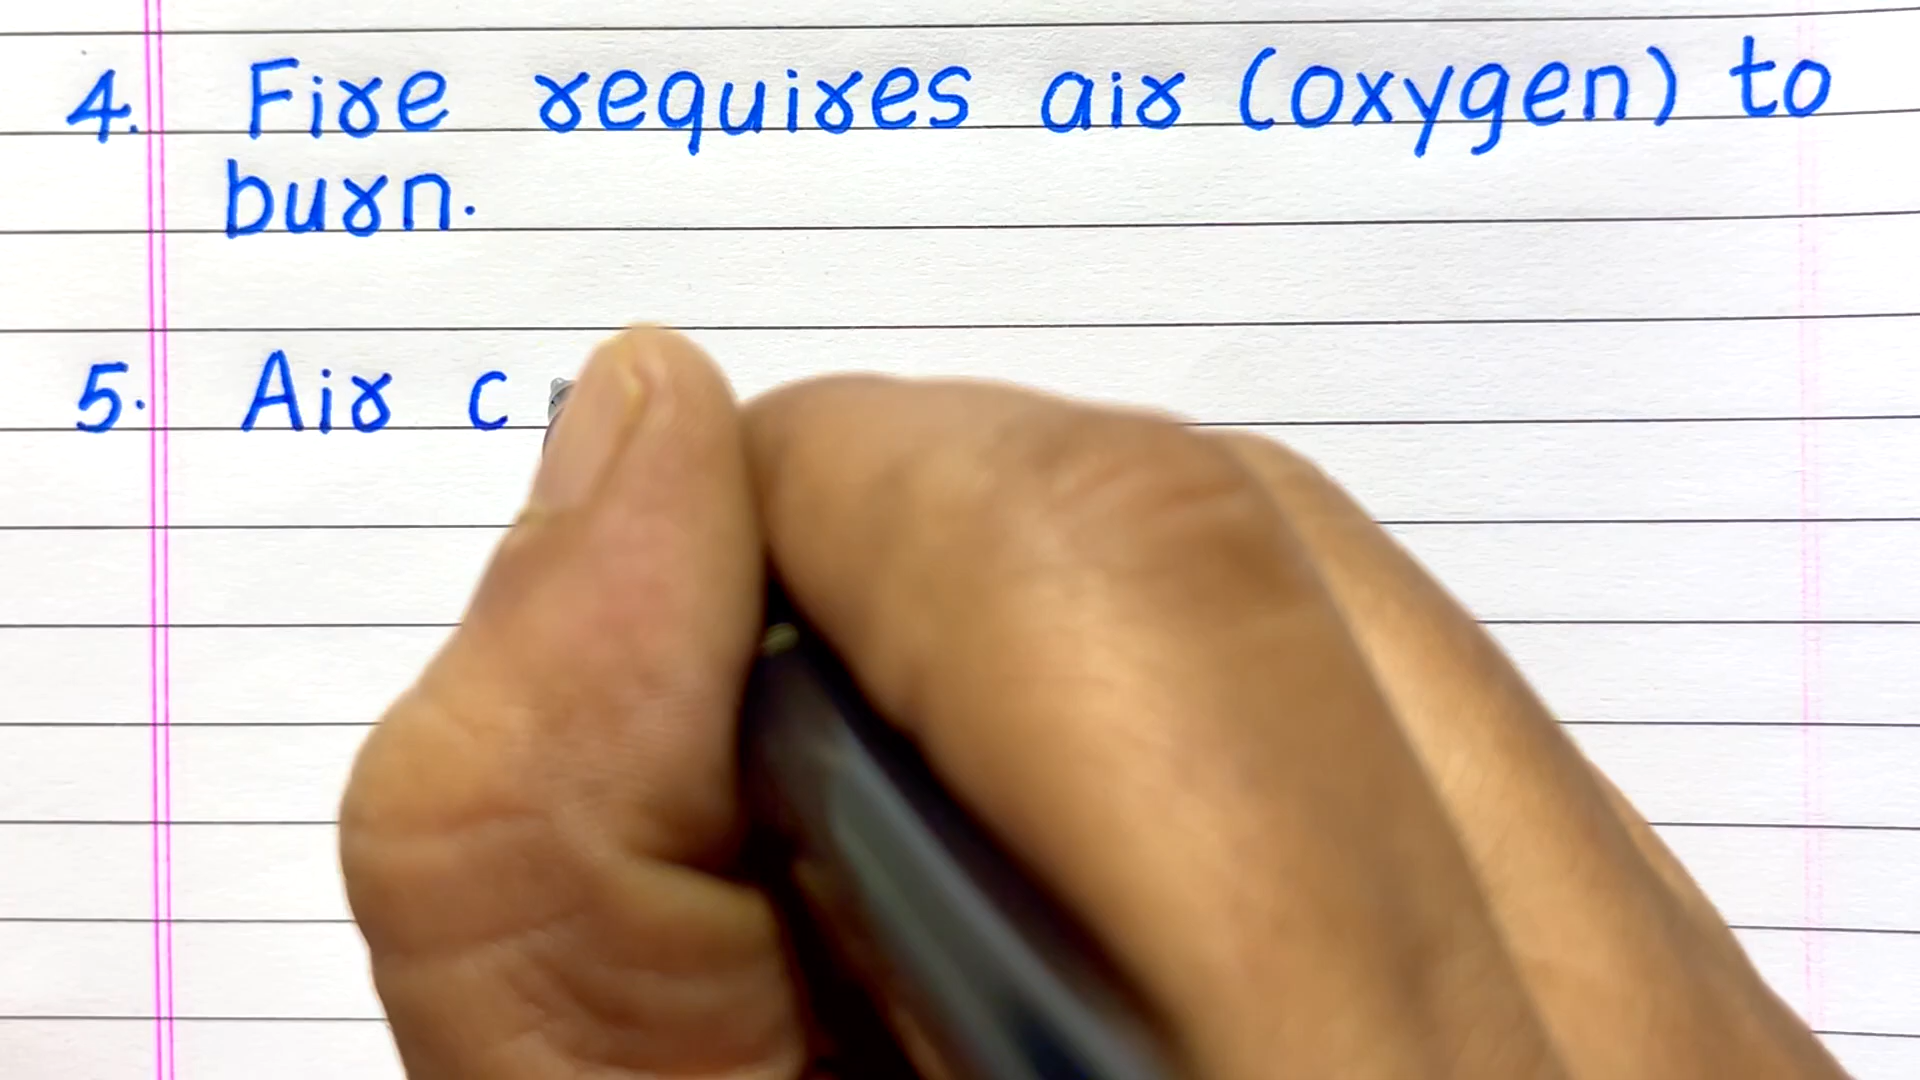 4. Fire requires air (oxygen) to
burn.
5. Air c